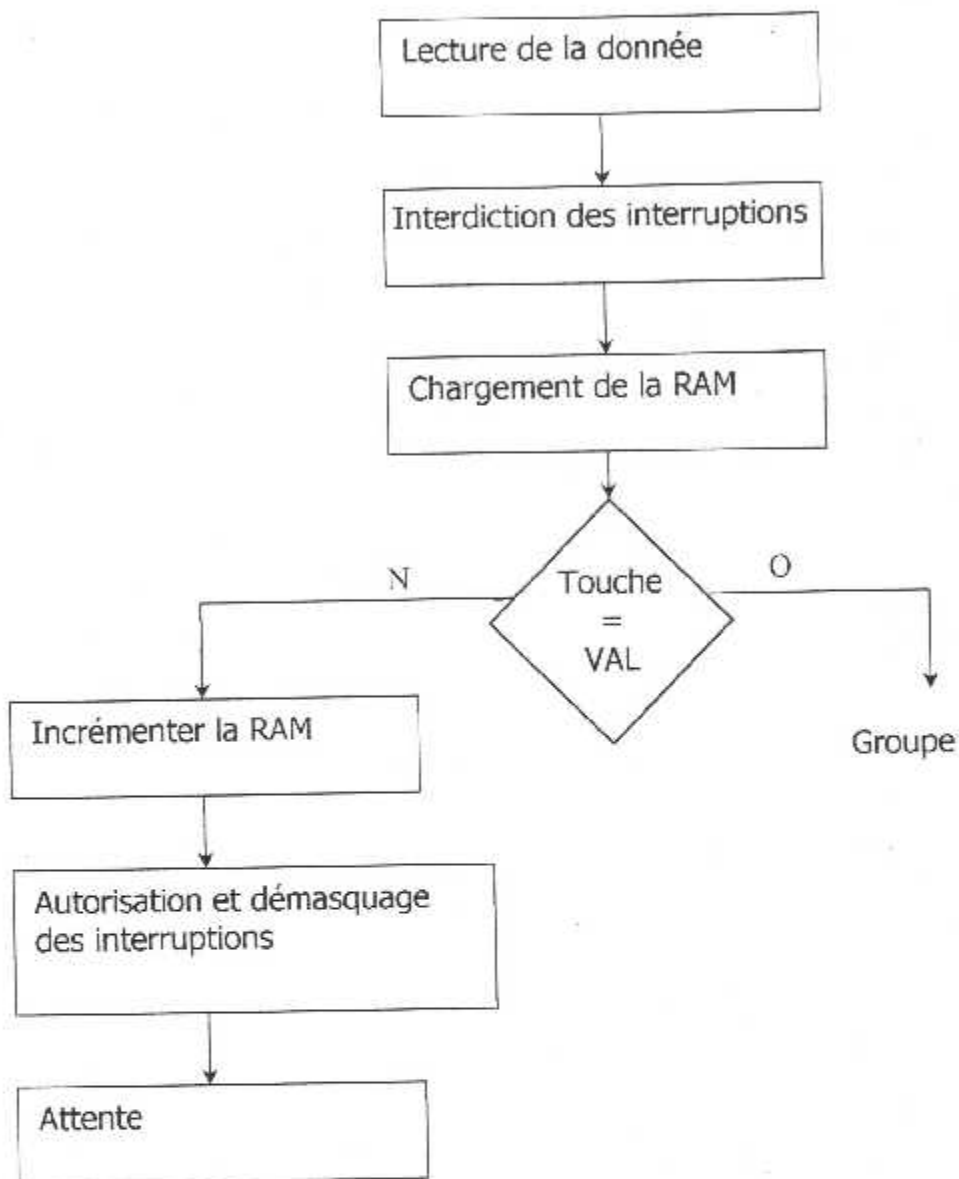 Lecture de la donnée
Interdiction des interruptions
Chargement de la RAM
N
O
Touche
=
VAL
Incrémenter la RAM
Groupe
Autorisation et démasquage
des interruptions
Attente